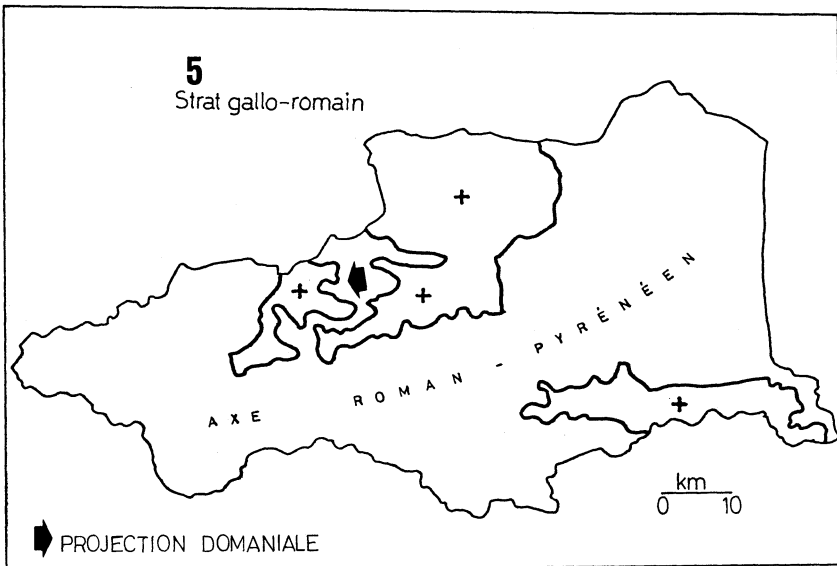 5
Strat gallo-romain
AXE ROMAN - PYRÉNÉEN
km
0 10
PROJECTION DOMANIALE